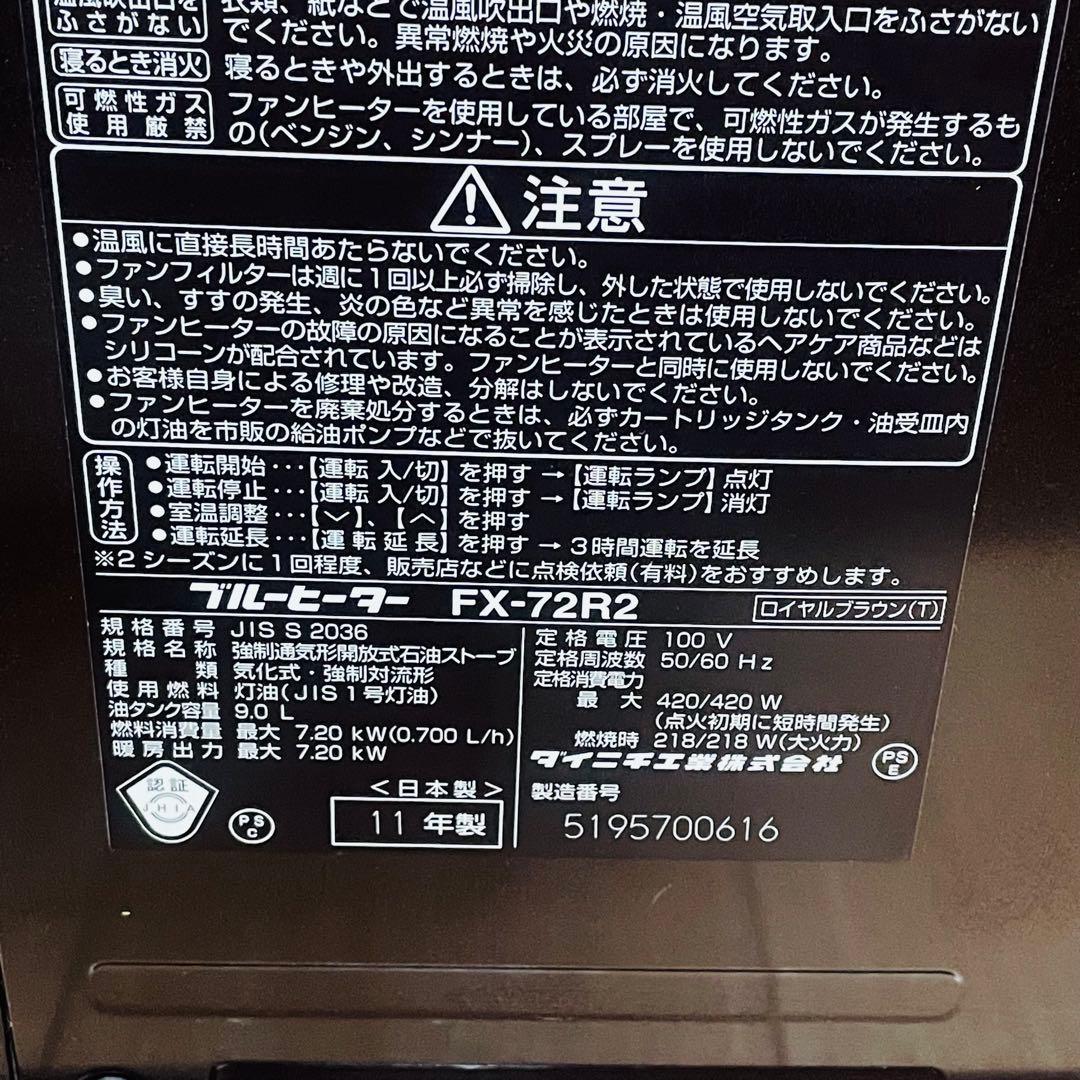 温風吹出口を
ふさがない
衣類、紙などで温風吹出口や燃焼・温風空気取入口をふさがない
でください。異常燃焼や火災の原因になります。
寝るとき消火
寝るときや外出するときは、必ず消火してください。
可燃性ガス
使用厳禁
ファンヒーターを使用している部屋で、可燃性ガスが発生するも
の(ベンジン、シンナー)、スプレーを使用しないでください。
注意
●温風に直接長時間あたらないでください。
●ファンフィルターは週に1回以上必ず掃除し、外した状態で使用しないでください。
●臭い、すすの発生、炎の色など異常を感じたときは使用しないでください。
●ファンヒーターの故障の原因になることが表示されているヘアケア商品などは
シリコーンが配合されています。ファンヒーターと同時に使用しないでください。
●お客様自身による修理や改造、分解はしないでください。
●ファンヒーターを廃棄処分するときは、必ずカートリッジタンク・油受皿内
の灯油を市販の給油ポンプなどで抜いてください。
操作方法
●運転開始‥‥【運転 入/切】を押す → 【運転ランプ】点灯
●運転停止‥‥【運転 入/切】を押す → 【運転ランプ】消灯
●室温調整‥‥【﹀】、【︿】を押す
●運転延長‥‥【運転延長】を押す → 3時間運転を延長
※2シーズンに1回程度、販売店などに点検依頼(有料)をおすすめします。
ブルーヒーター FX-72R2 ロイヤルブラウン(T)
規格番号 JIS S 2036
規格名称 強制通気形開放式石油ストーブ
種類 気化式・強制対流形
使用燃料 灯油(JIS1号灯油)
油タンク容量 9.0 L
燃料消費量 最大 7.20 kW(0.700 L/h)
暖房出力 最大 7.20 kW
認証
JHIA
PS
C
<日本製>
11 年製
定格電圧 100 V
定格周波数 50/60 Hz
定格消費電力
最大 420/420 W
(点火初期に短時間発生)
燃焼時 218/218 W(大火力)
ダイニチ工業株式会社
PS
E
製造番号
5195700616